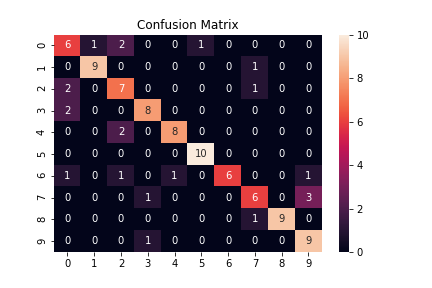 Confusion Matrix
0 6 1 2 0 0 1 0 0 0 0
1 0 9 0 0 0 0 0 1 0 0
2 2 0 7 0 0 0 0 1 0 0
3 2 0 0 8 0 0 0 0 0 0
4 0 0 2 0 8 0 0 0 0 0
5 0 0 0 0 0 10 0 0 0 0
6 1 0 1 0 1 0 6 0 0 1
7 0 0 0 1 0 0 0 6 0 3
8 0 0 0 0 0 0 0 1 9 0
9 0 0 0 1 0 0 0 0 0 9
0 1 2 3 4 5 6 7 8 9
10
8
6
4
2
0